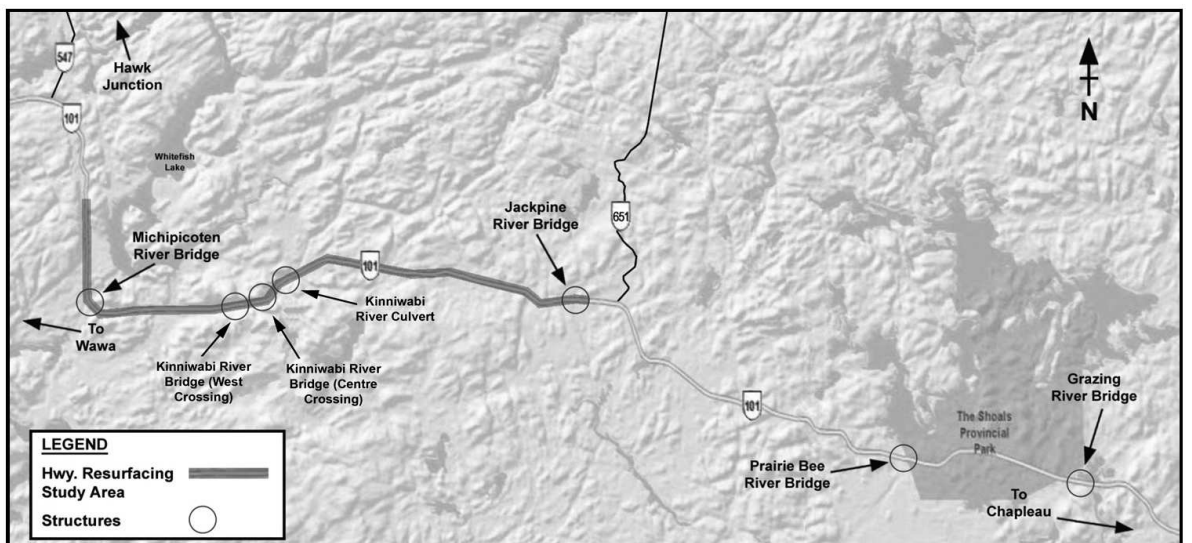 547
Hawk
Junction
101
Whitefish
Lake
N
Michipicoten
River Bridge
Jackpine
River Bridge
651
101
Kinniwabi
River Culvert
To
Wawa
Kinniwabi River
Bridge (West
Crossing)
Kinniwabi River
Bridge (Centre
Crossing)
Grazing
River Bridge
101
The Shoals
Provincial
Park
Prairie Bee
River Bridge
To
Chapleau
LEGEND
Hwy. Resurfacing
Study Area
Structures